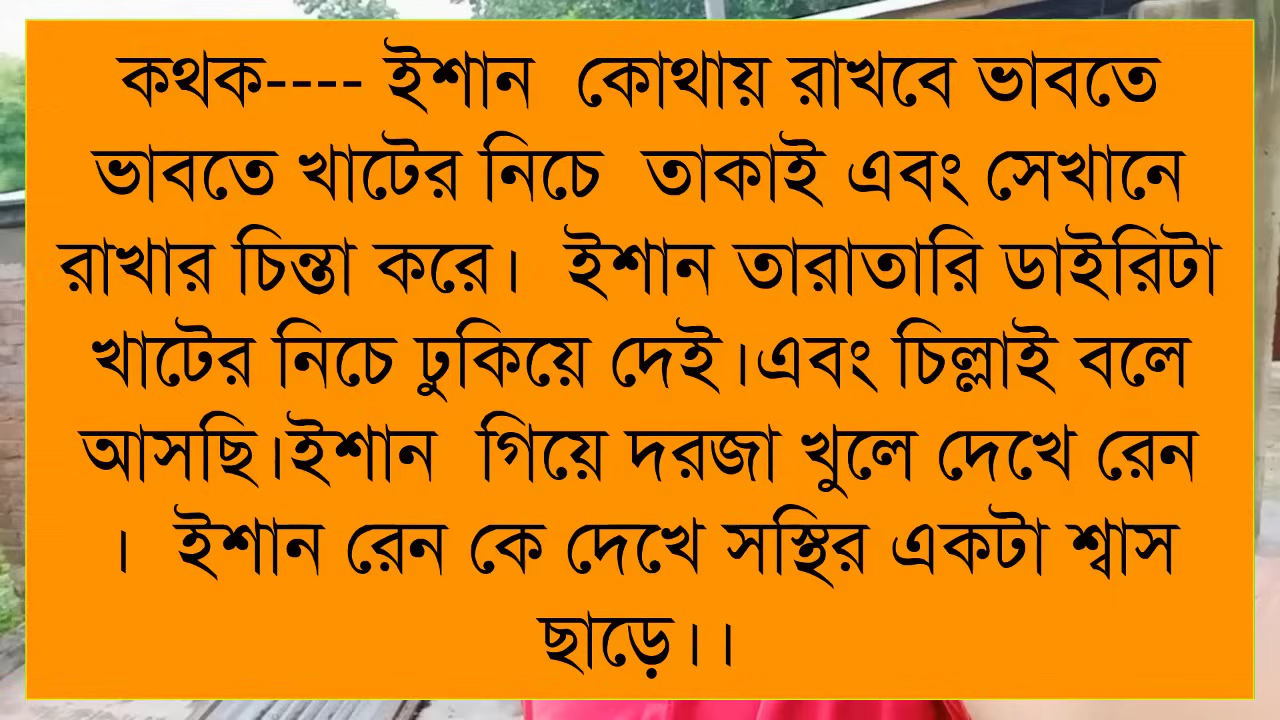 কথক---- ইশান কোথায় রাখবে ভাবতে
ভাবতে খাটের নিচে তাকাই এবং সেখানে
রাখার চিন্তা করে। ইশান তারাতারি ডাইরিটা
খাটের নিচে ঢুকিয়ে দেই।এবং চিল্লাই বলে
আসছি।ইশান গিয়ে দরজা খুলে দেখে রেন
। ইশান রেন কে দেখে সস্থির একটা শ্বাস
ছাড়ে।।